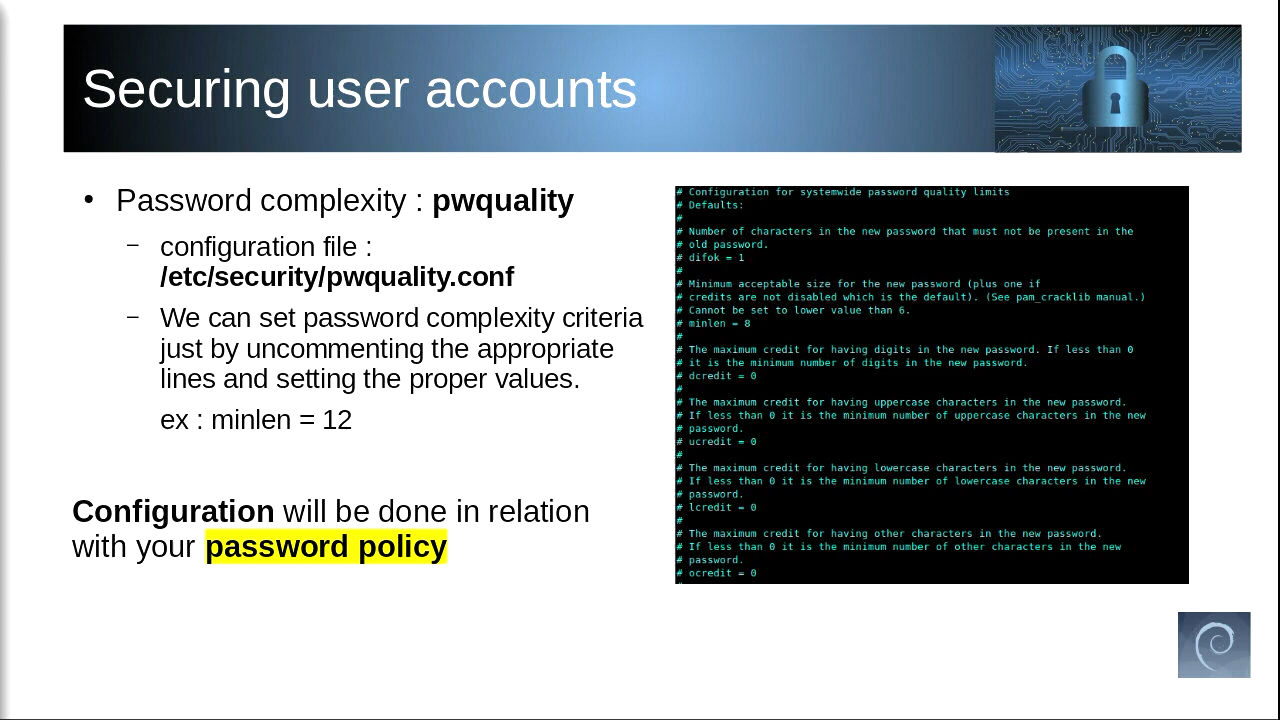 Securing user accounts
• Password complexity : pwquality
– configuration file :
/etc/security/pwquality.conf
– We can set password complexity criteria
just by uncommenting the appropriate
lines and setting the proper values.
ex : minlen = 12
Configuration will be done in relation
with your password policy
# Configuration for systemwide password quality limits
# Defaults:
#
# Number of characters in the new password that must not be present in the
# old password.
# difok = 1
#
# Minimum acceptable size for the new password (plus one if
# credits are not disabled which is the default). (See pam_cracklib manual.)
# Cannot be set to lower value than 6.
# minlen = 8
#
# The maximum credit for having digits in the new password. If less than 0
# it is the minimum number of digits in the new password.
# dcredit = 0
#
# The maximum credit for having uppercase characters in the new password.
# If less than 0 it is the minimum number of uppercase characters in the new
# password.
# ucredit = 0
#
# The maximum credit for having lowercase characters in the new password.
# If less than 0 it is the minimum number of lowercase characters in the new
# password.
# lcredit = 0
#
# The maximum credit for having other characters in the new password.
# If less than 0 it is the minimum number of other characters in the new
# password.
# ocredit = 0